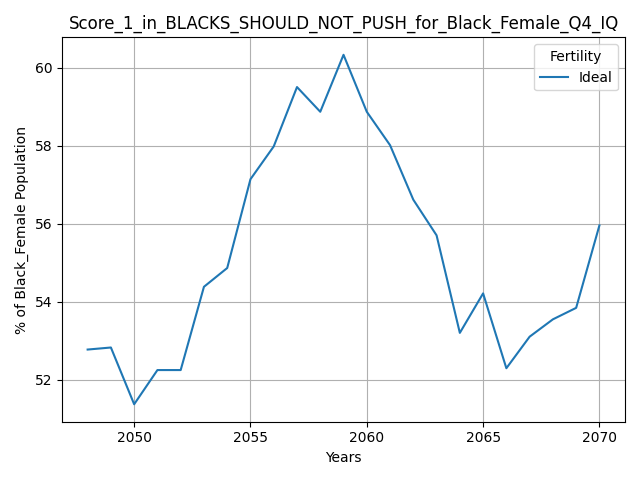 Score_1_in_BLACKS_SHOULD_NOT_PUSH_for_Black_Female_Q4_IQ
Fertility
Ideal
% of Black_Female Population
60
58
56
54
52
2050
2055
2060
2065
2070
Years